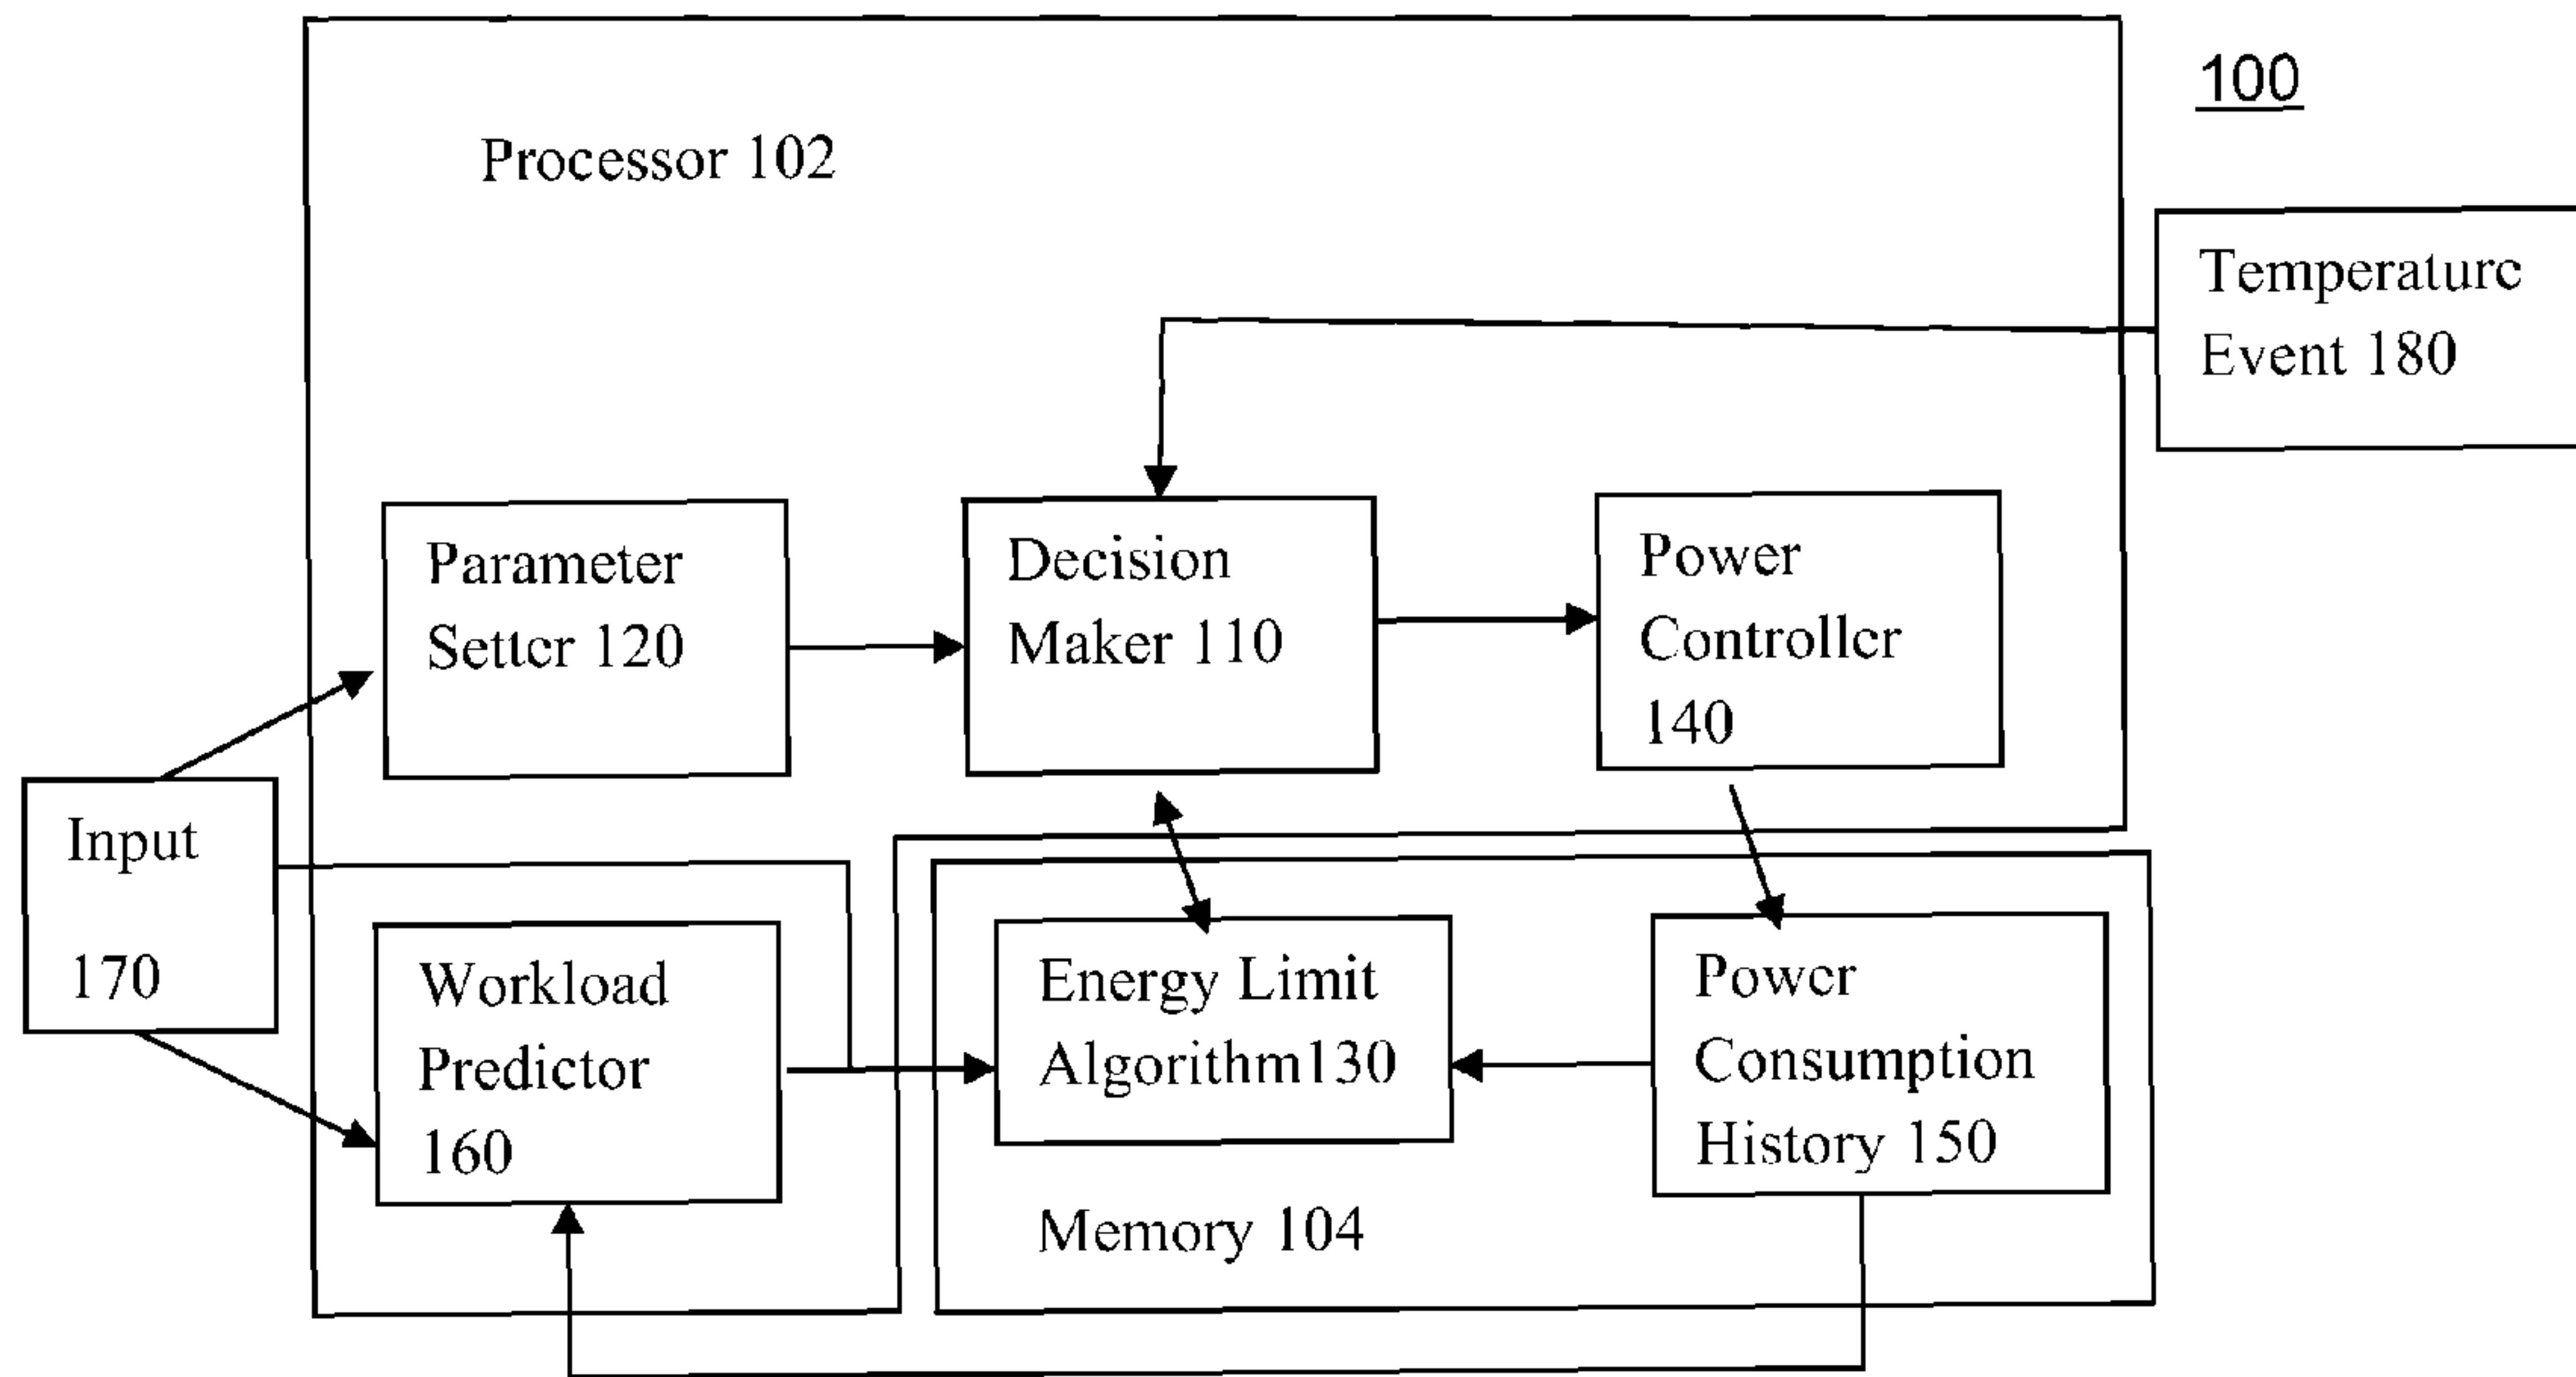 100
Processor 102
Temperature
Event 180
Parameter
Setter 120
Decision
Maker 110
Power
Controller
140
Input
170
Workload
Predictor
160
Energy Limit
Algorithm130
Power
Consumption
History 150
Memory 104